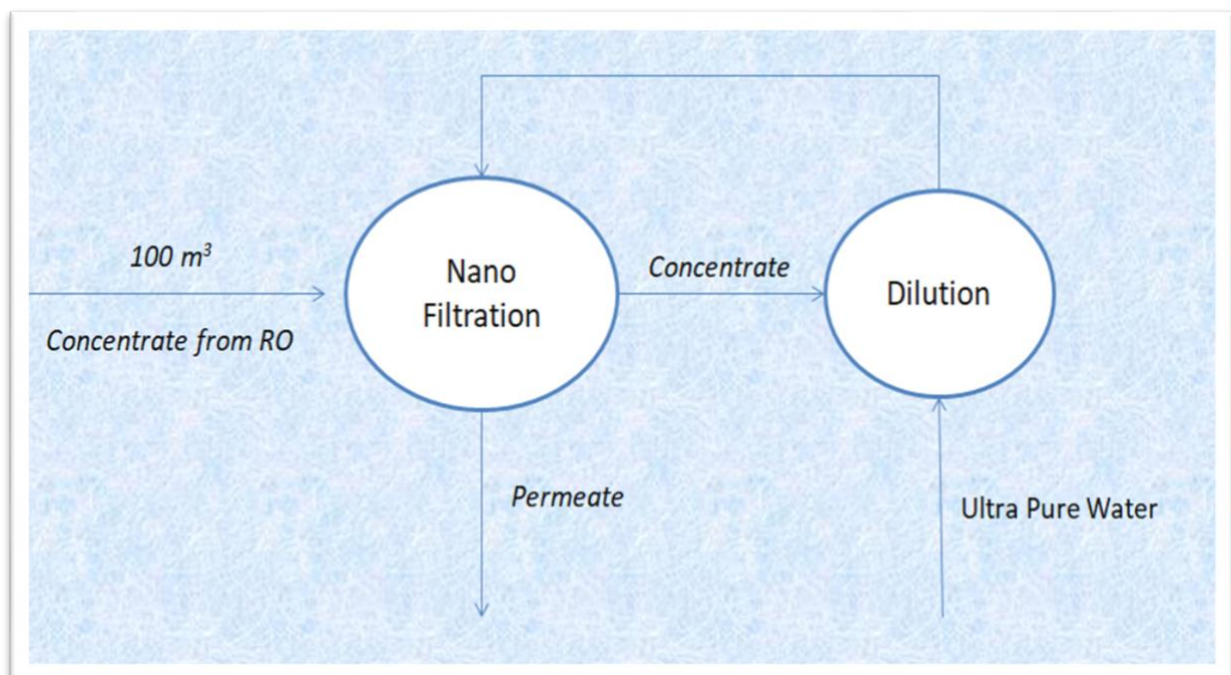 100 m³
Concentrate from RO
Nano
Filtration
Concentrate
Dilution
Permeate
Ultra Pure Water